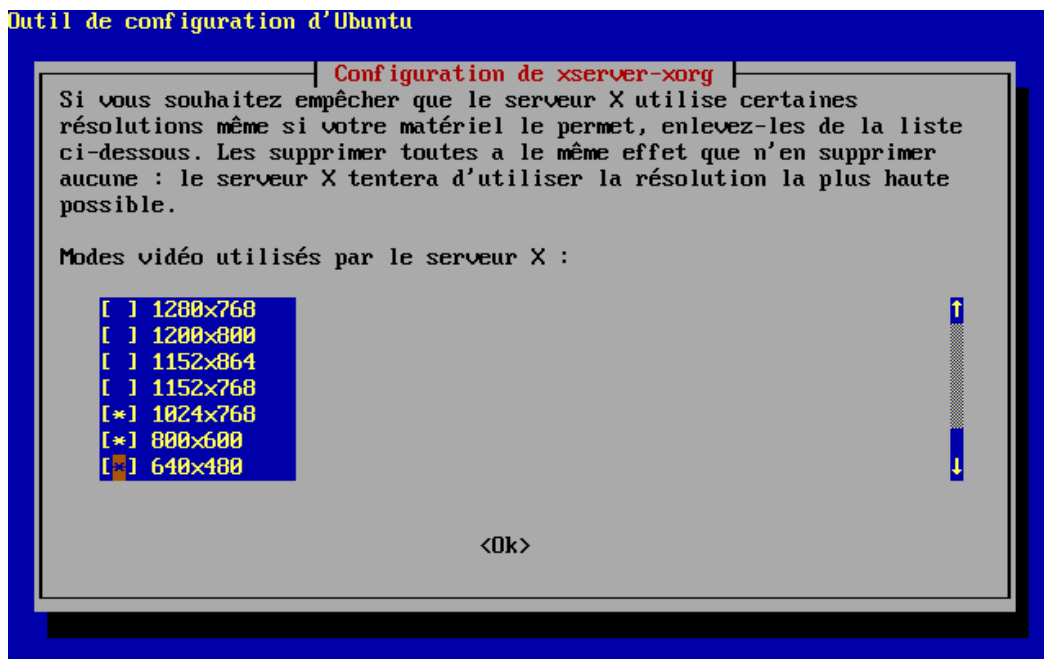 Outil de configuration d'Ubuntu
Configuration de xserver-xorg
Si vous souhaitez empêcher que le serveur X utilise certaines
résolutions même si votre matériel le permet, enlevez-les de la liste
ci-dessous. Les supprimer toutes a le même effet que n'en supprimer
aucune : le serveur X tentera d'utiliser la résolution la plus haute
possible.
Modes vidéo utilisés par le serveur X :
[ ] 1280x768
[ ] 1200x800
[ ] 1152x864
[ ] 1152x768
[*] 1024x768
[*] 800x600
[*] 640x480
<Ok>